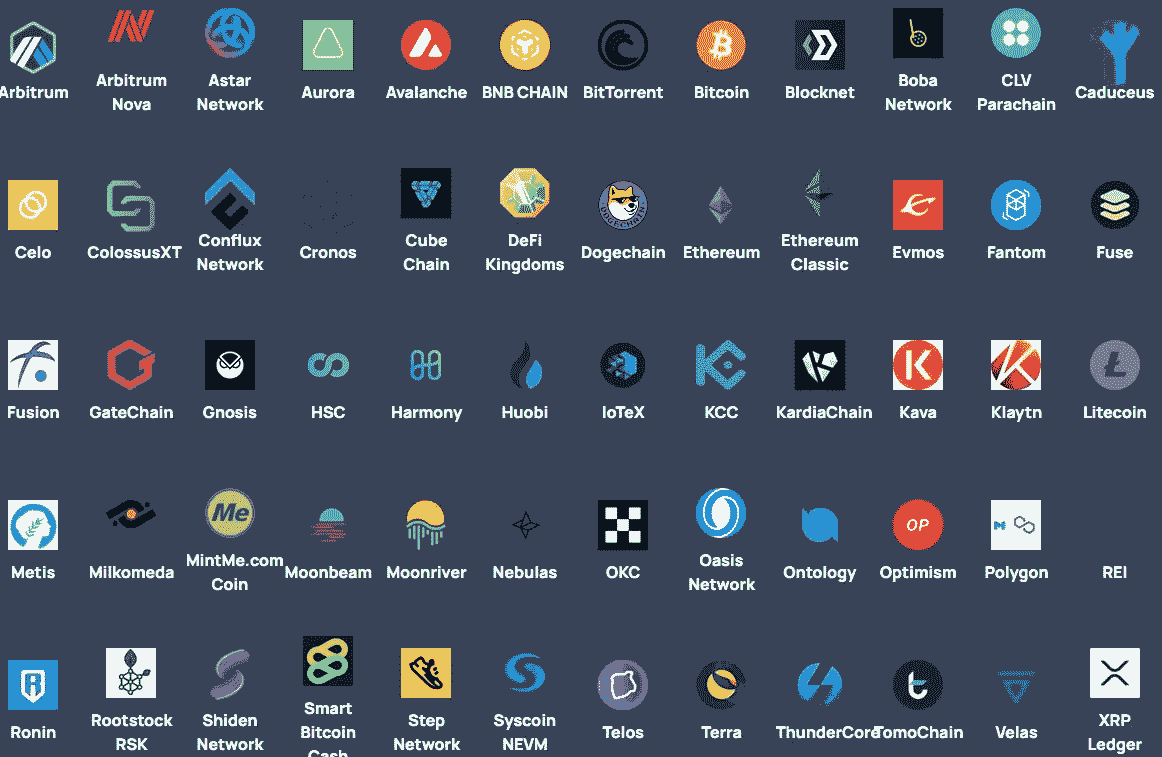 Arbitrum
Arbitrum
Nova
Astar
Network
Aurora
Avalanche
BNB CHAIN
BitTorrent
Bitcoin
Blocknet
Boba
Network
CLV
Parachain
Caduceus
Celo
ColossusXT
Conflux
Network
Cronos
Cube
Chain
DeFi
Kingdoms
DOGECHAIN
Dogechain
Ethereum
Ethereum
Classic
Evmos
Fantom
Fuse
Fusion
GateChain
Gnosis
HSC
Harmony
Huobi
IoTeX
KCC
KardiaChain
Kava
Klaytn
Litecoin
Metis
Milkomeda
Me
MintMe.com
Coin
Moonbeam
Moonriver
Nebulas
OKC
Oasis
Network
Ontology
OP
Optimism
Polygon
REI
R
Ronin
Rootstock
RSK
Shiden
Network
Smart
Bitcoin
Cash
Step
Network
Syscoin
NEVM
Telos
Terra
ThunderCore
TomoChain
Velas
XRP
Ledger